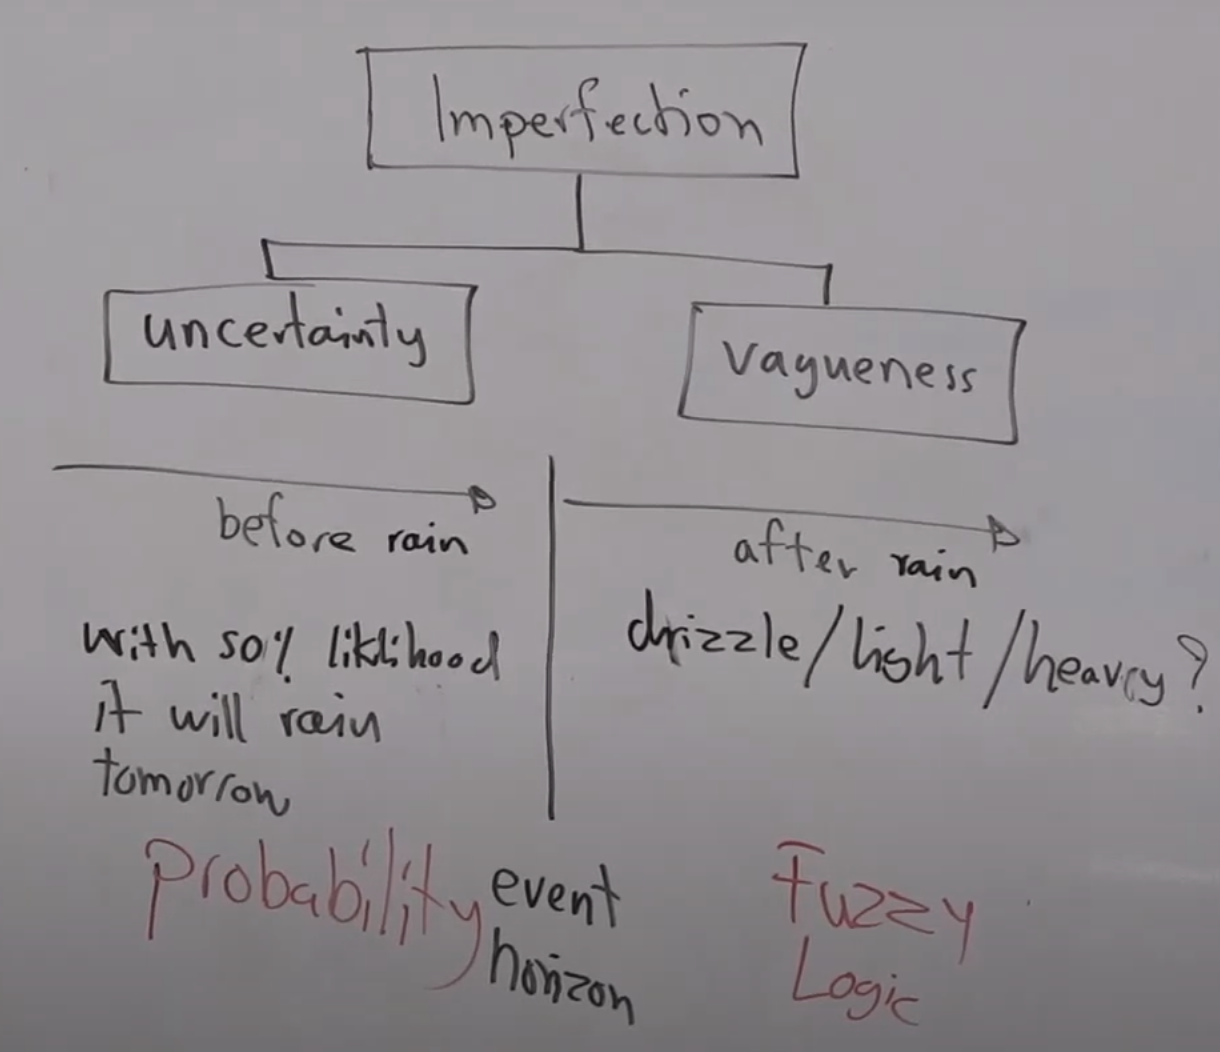 Imperfection
uncertainty
vagueness
before rain
after rain
with 50% liklihood
it will rain
tomorrow
drizzle/light/heavy?
Probability
event
horizon
Fuzzy
Logic